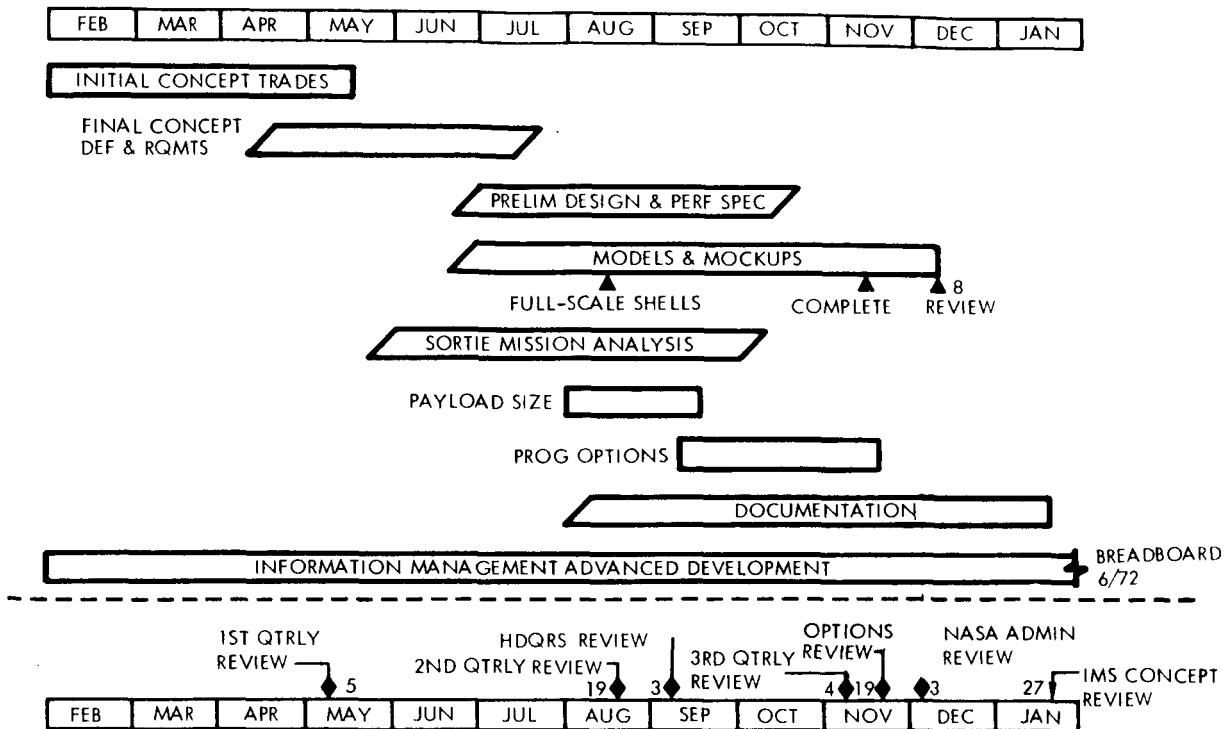 FEB MAR APR MAY JUN JUL AUG SEP OCT NOV DEC JAN
INITIAL CONCEPT TRADES
FINAL CONCEPT
DEF & RQMTS
PRELIM DESIGN & PERF SPEC
MODELS & MOCKUPS
8
FULL-SCALE SHELLS COMPLETE REVIEW
SORTIE MISSION ANALYSIS
PAYLOAD SIZE
PROG OPTIONS
DOCUMENTATION
INFORMATION MANAGEMENT ADVANCED DEVELOPMENT
BREADBOARD
6/72
1ST QTRLY
REVIEW
5
HDQRS REVIEW
2ND QTRLY REVIEW
19
3
3RD QTRLY
REVIEW
4
OPTIONS
REVIEW
19
NASA ADMIN
REVIEW
3
27
IMS CONCEPT
REVIEW
FEB MAR APR MAY JUN JUL AUG SEP OCT NOV DEC JAN